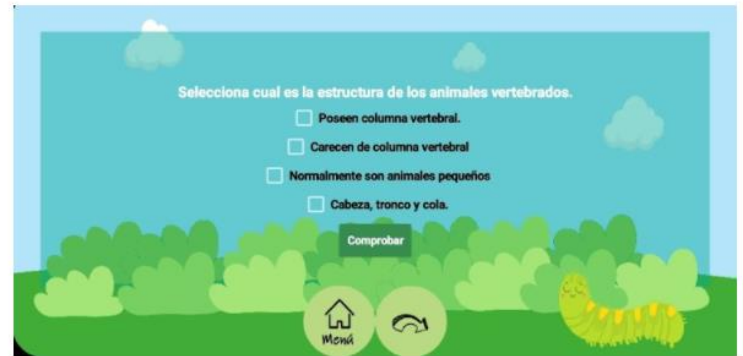 Selecciona cual es la estructura de los animales vertebrados.
Poseen columna vertebral.
Carecen de columna vertebral
Normalmente son animales pequeños
Cabeza, tronco y cola.
Comprobar
Menú